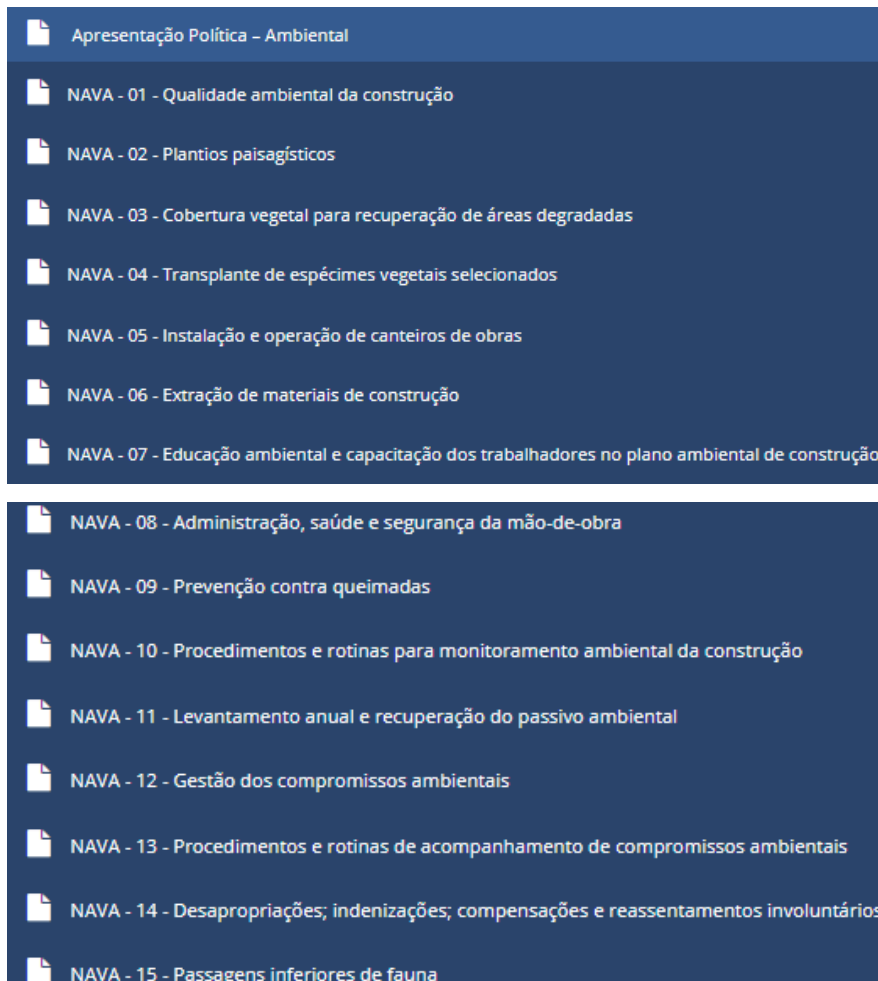 Apresentação Política – Ambiental
NAVA - 01 - Qualidade ambiental da construção
NAVA - 02 - Plantios paisagísticos
NAVA - 03 - Cobertura vegetal para recuperação de áreas degradadas
NAVA - 04 - Transplante de espécimes vegetais selecionados
NAVA - 05 - Instalação e operação de canteiros de obras
NAVA - 06 - Extração de materiais de construção
NAVA - 07 - Educação ambiental e capacitação dos trabalhadores no plano ambiental de construção
NAVA - 08 - Administração, saúde e segurança da mão-de-obra
NAVA - 09 - Prevenção contra queimadas
NAVA - 10 - Procedimentos e rotinas para monitoramento ambiental da construção
NAVA - 11 - Levantamento anual e recuperação do passivo ambiental
NAVA - 12 - Gestão dos compromissos ambientais
NAVA - 13 - Procedimentos e rotinas de acompanhamento de compromissos ambientais
NAVA - 14 - Desapropriações; indenizações; compensações e reassentamentos involuntários
NAVA - 15 - Passagens inferiores de fauna